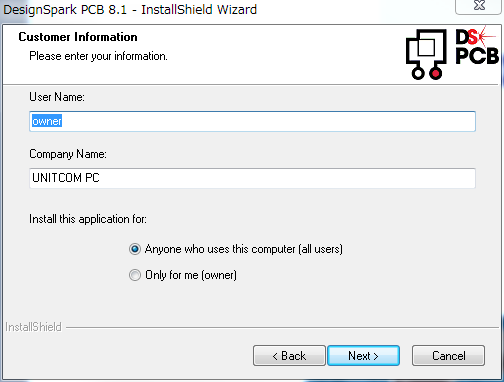 DesignSpark PCB 8.1 - InstallShield Wizard
Customer Information
Please enter your information.
DS
PCB
User Name:
owner
Company Name:
UNITCOM PC
Install this application for:
Anyone who uses this computer (all users)
Only for me (owner)
InstallShield
< Back
Next >
Cancel